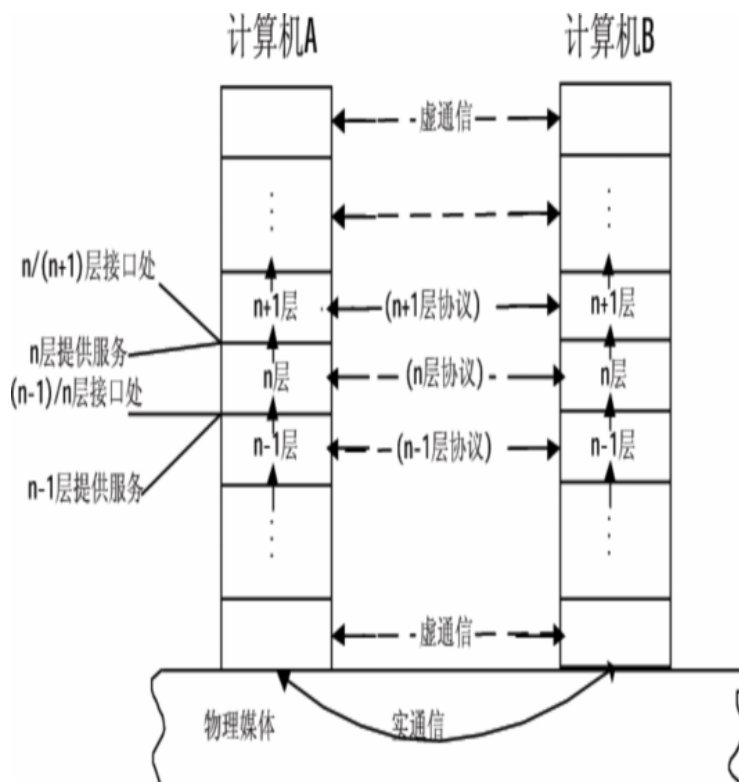 计算机A
计算机B
虚通信
n/(n+1)层接口处
n+1层
(n+1层协议)
n+1层
n层提供服务
n层
(n层协议)
n层
(n-1)/n层接口处
n-1层
(n-1层协议)
n-1层
n-1层提供服务
虚通信
物理媒体
实通信